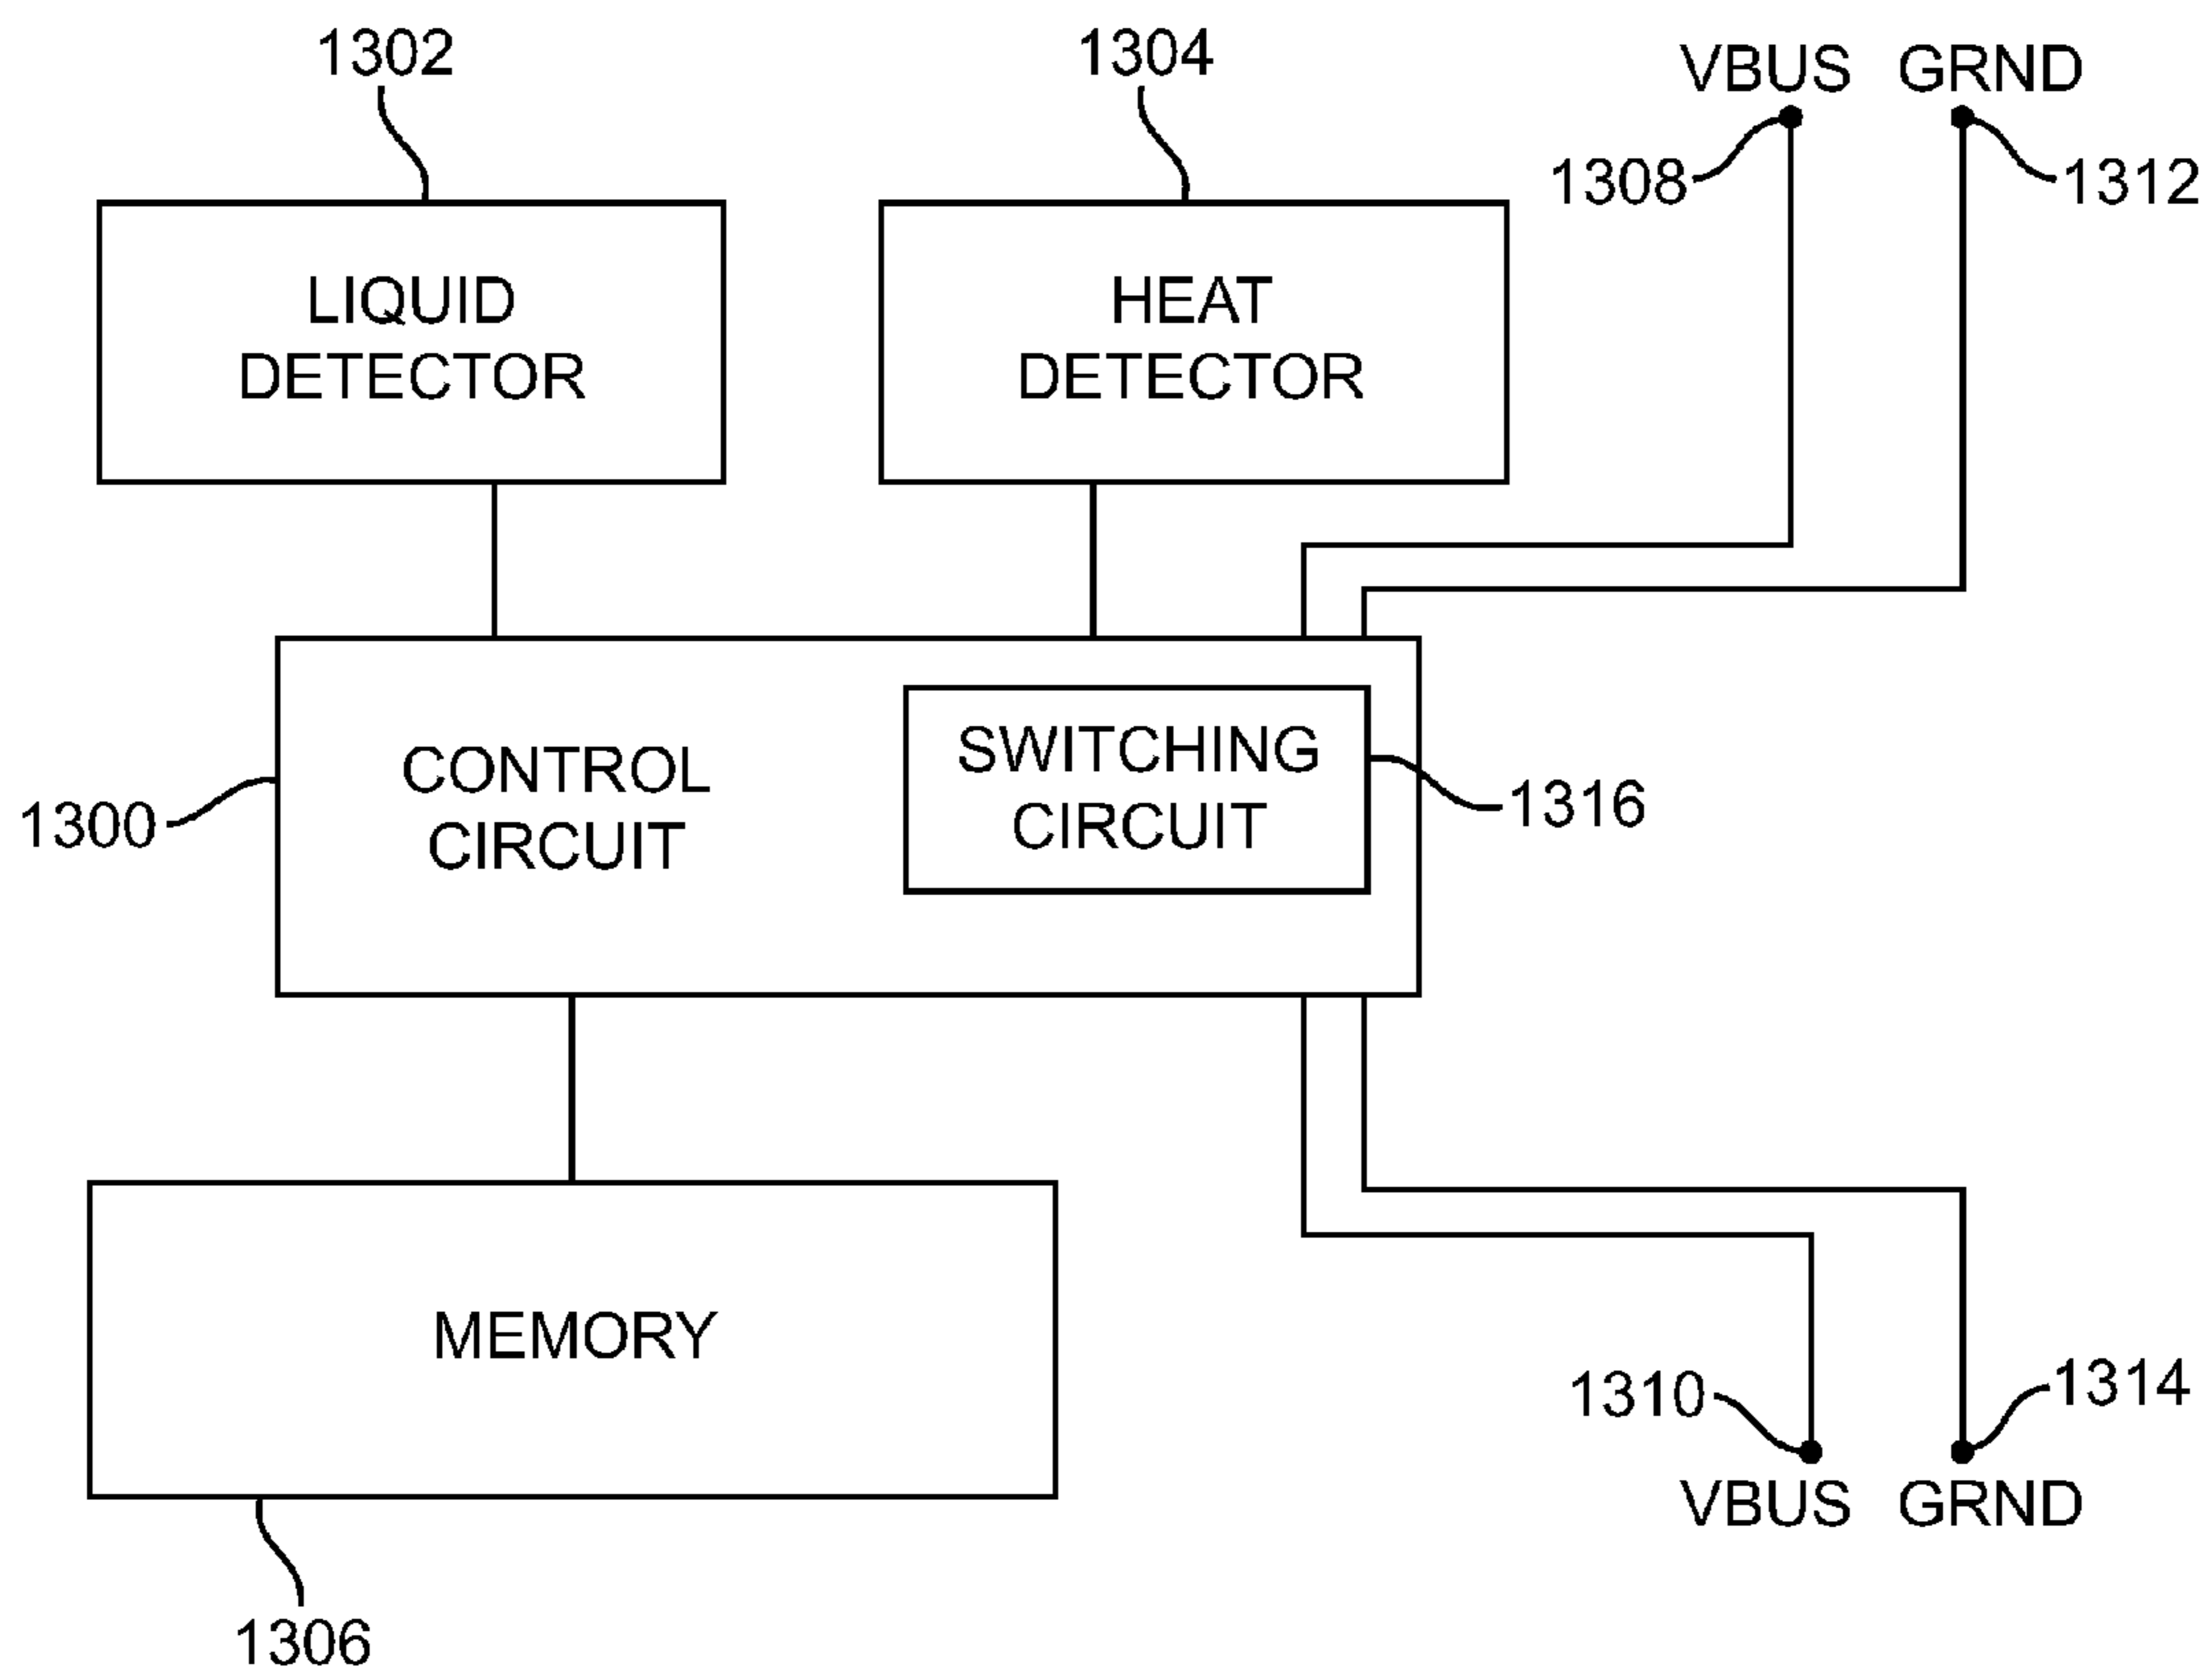 1302
1304
VBUS GRND
1308
1312
LIQUID
DETECTOR
HEAT
DETECTOR
CONTROL
CIRCUIT
SWITCHING
CIRCUIT
1300
1316
MEMORY
1310
1314
VBUS GRND
1306